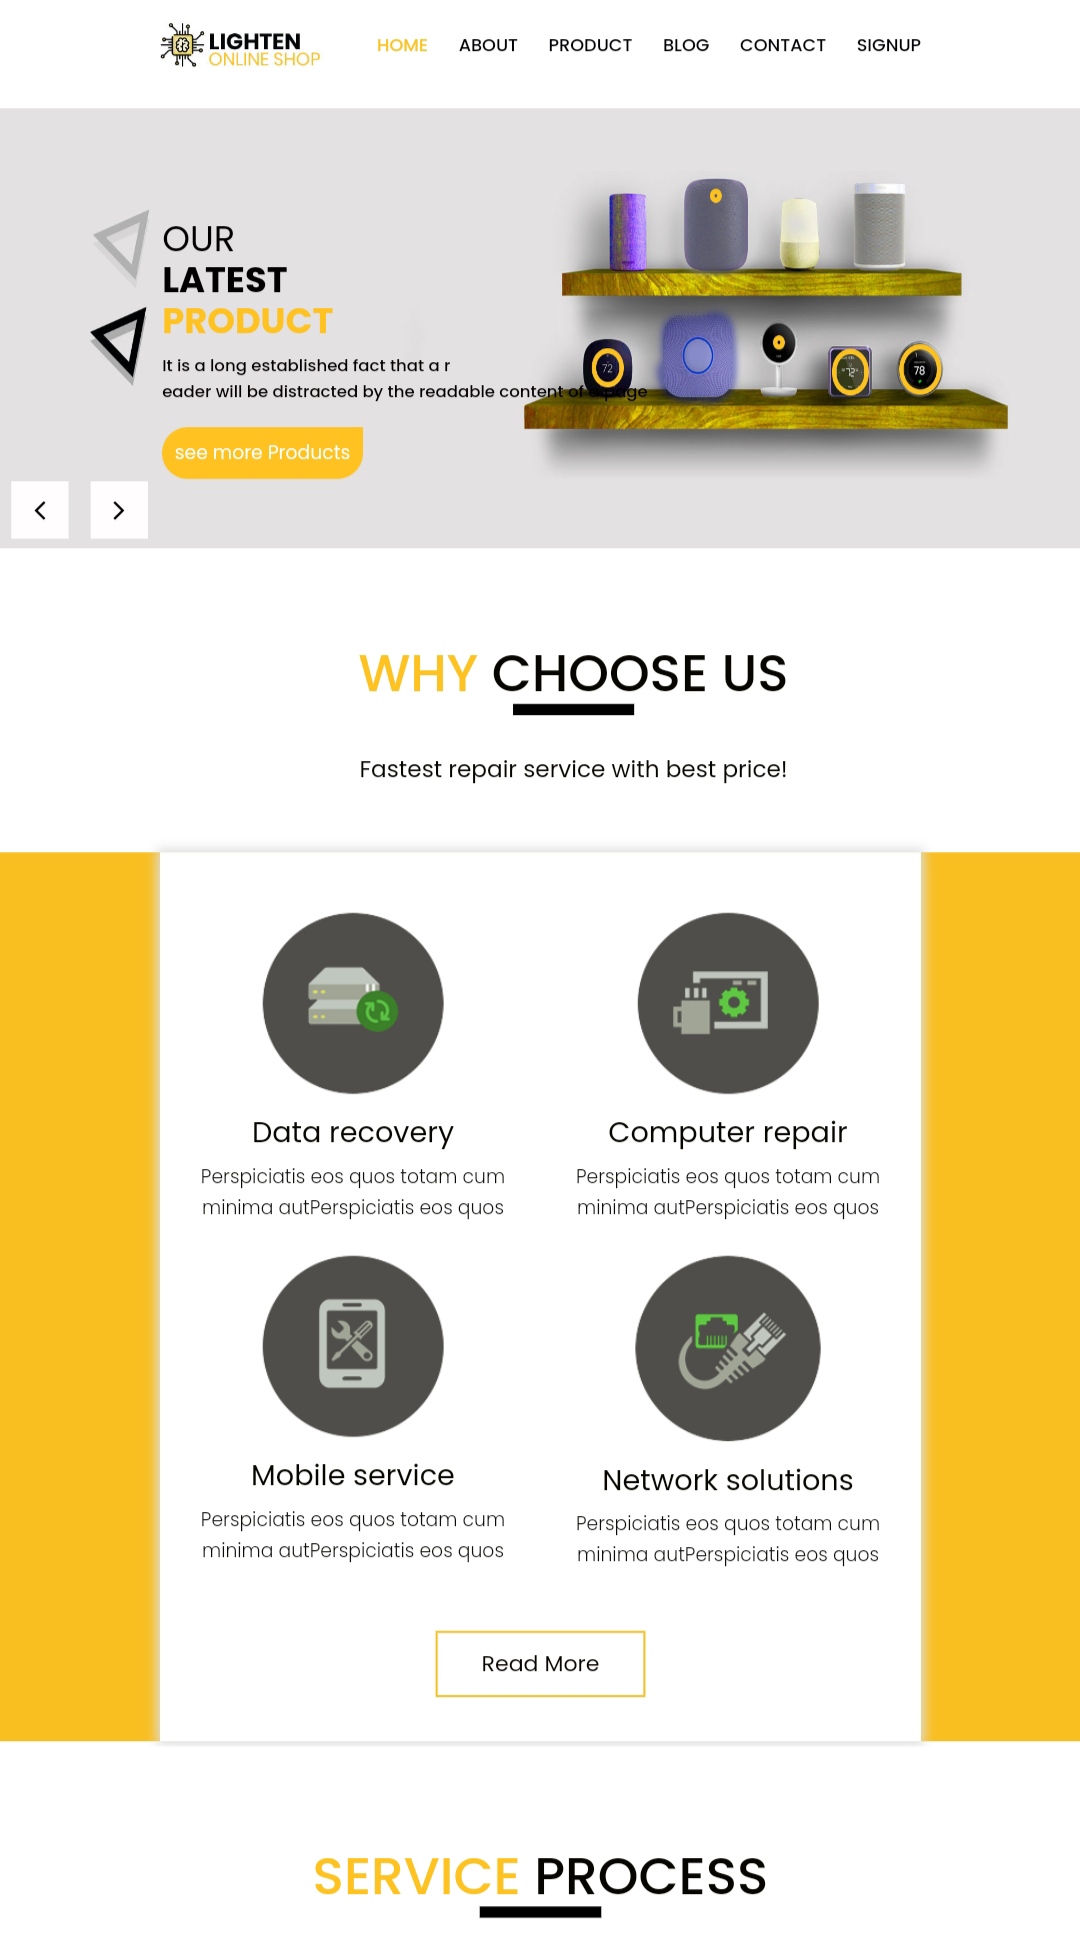 LIGHTEN
ONLINE SHOP
HOME ABOUT PRODUCT BLOG CONTACT SIGNUP
OUR
LATEST
PRODUCT
It is a long established fact that a r
eader will be distracted by the readable content of a page
see more Products
72
72
78
WHY CHOOSE US
Fastest repair service with best price!
Data recovery
Perspiciatis eos quos totam cum
minima autPerspiciatis eos quos
Computer repair
Perspiciatis eos quos totam cum
minima autPerspiciatis eos quos
Mobile service
Perspiciatis eos quos totam cum
minima autPerspiciatis eos quos
Network solutions
Perspiciatis eos quos totam cum
minima autPerspiciatis eos quos
Read More
SERVICE PROCESS